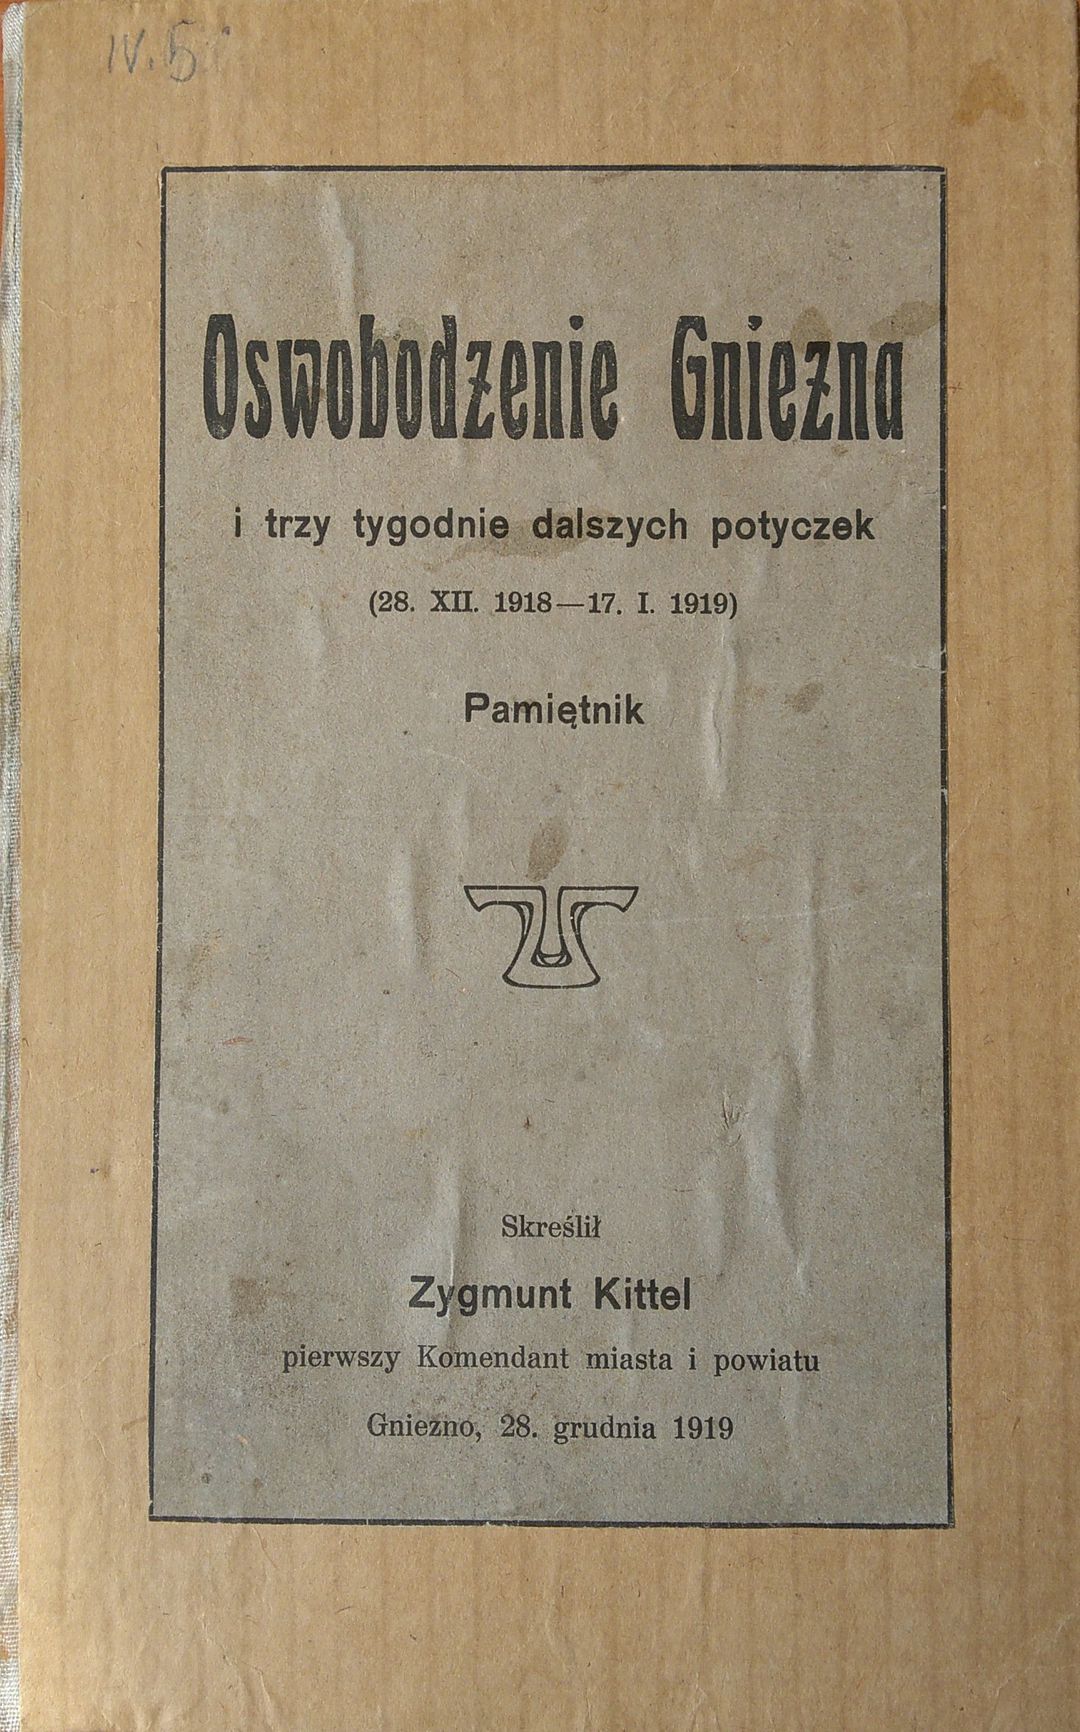 IV. 5
Oswobodzenie Gniezna
i trzy tygodnie dalszych potyczek
(28. XII. 1918—17. I. 1919)
Pamiętnik
Skreślił
Zygmunt Kittel
pierwszy Komendant miasta i powiatu
Gniezno, 28. grudnia 1919